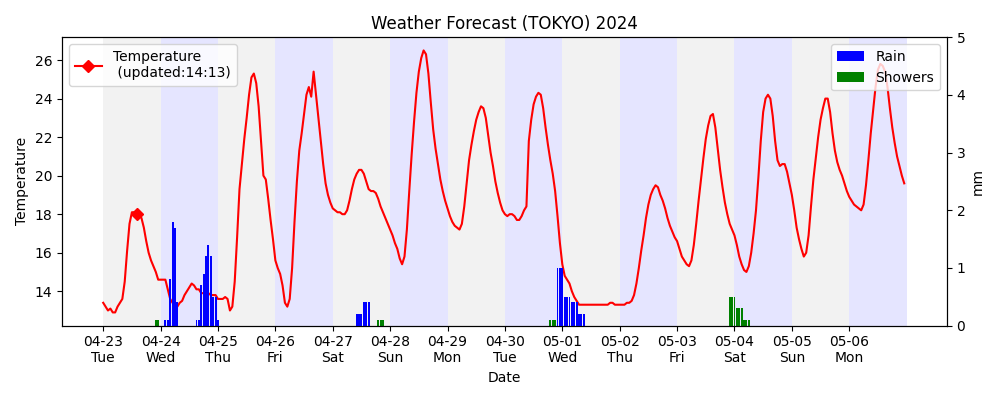 Weather Forecast (TOKYO) 2024
Temperature
(updated:14:13)
Rain
Showers
Temperature
26
24
22
20
18
16
14
5
4
3
2
1
0
mm
04-23 04-24 04-25 04-26 04-27 04-28 04-29 04-30 05-01 05-02 05-03 05-04 05-05 05-06
Tue Wed Thu Fri Sat Sun Mon Tue Wed Thu Fri Sat Sun Mon
Date